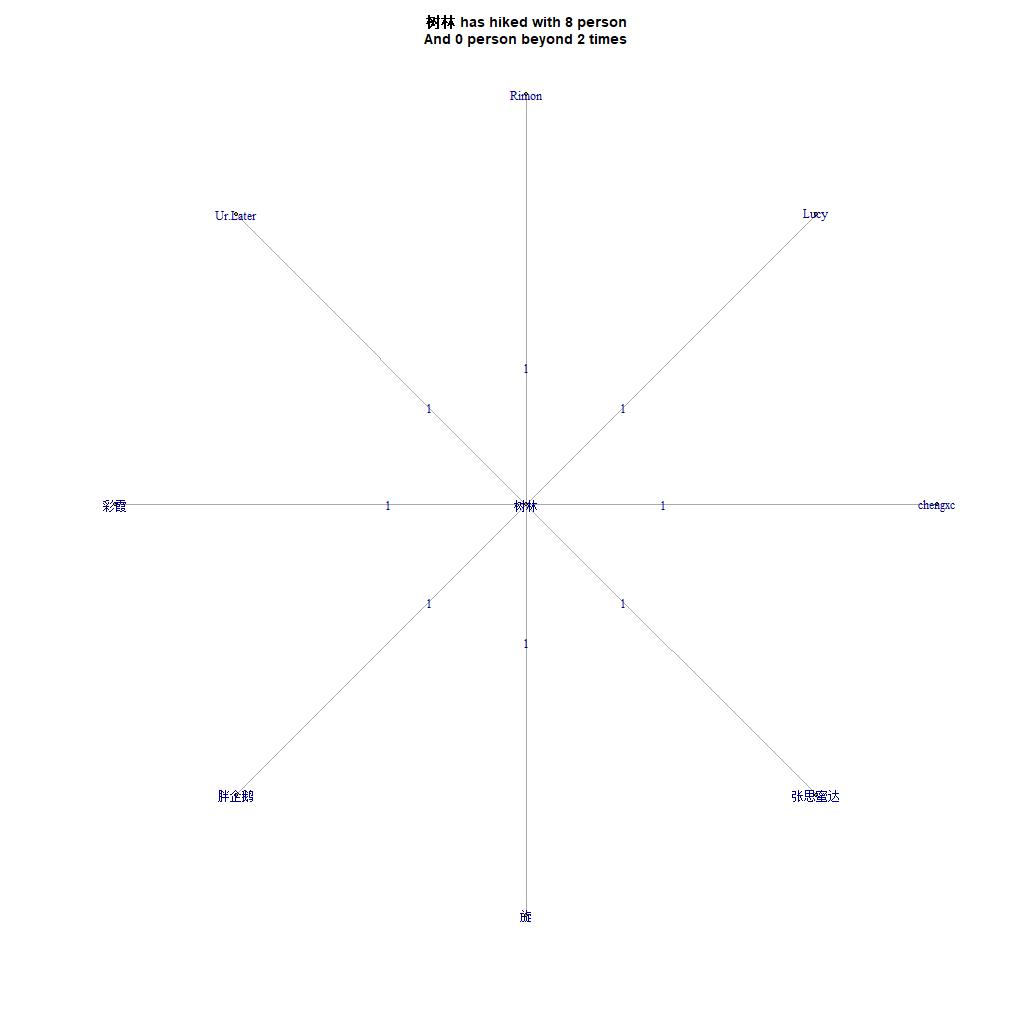 树林 has hiked with 8 person
And 0 person beyond 2 times
Rimon
Ur.Later
Lucy
1
1
1
彩霞
1
树林
1
chengxc
1
1
1
胖企鹅
张思蜜达
旋